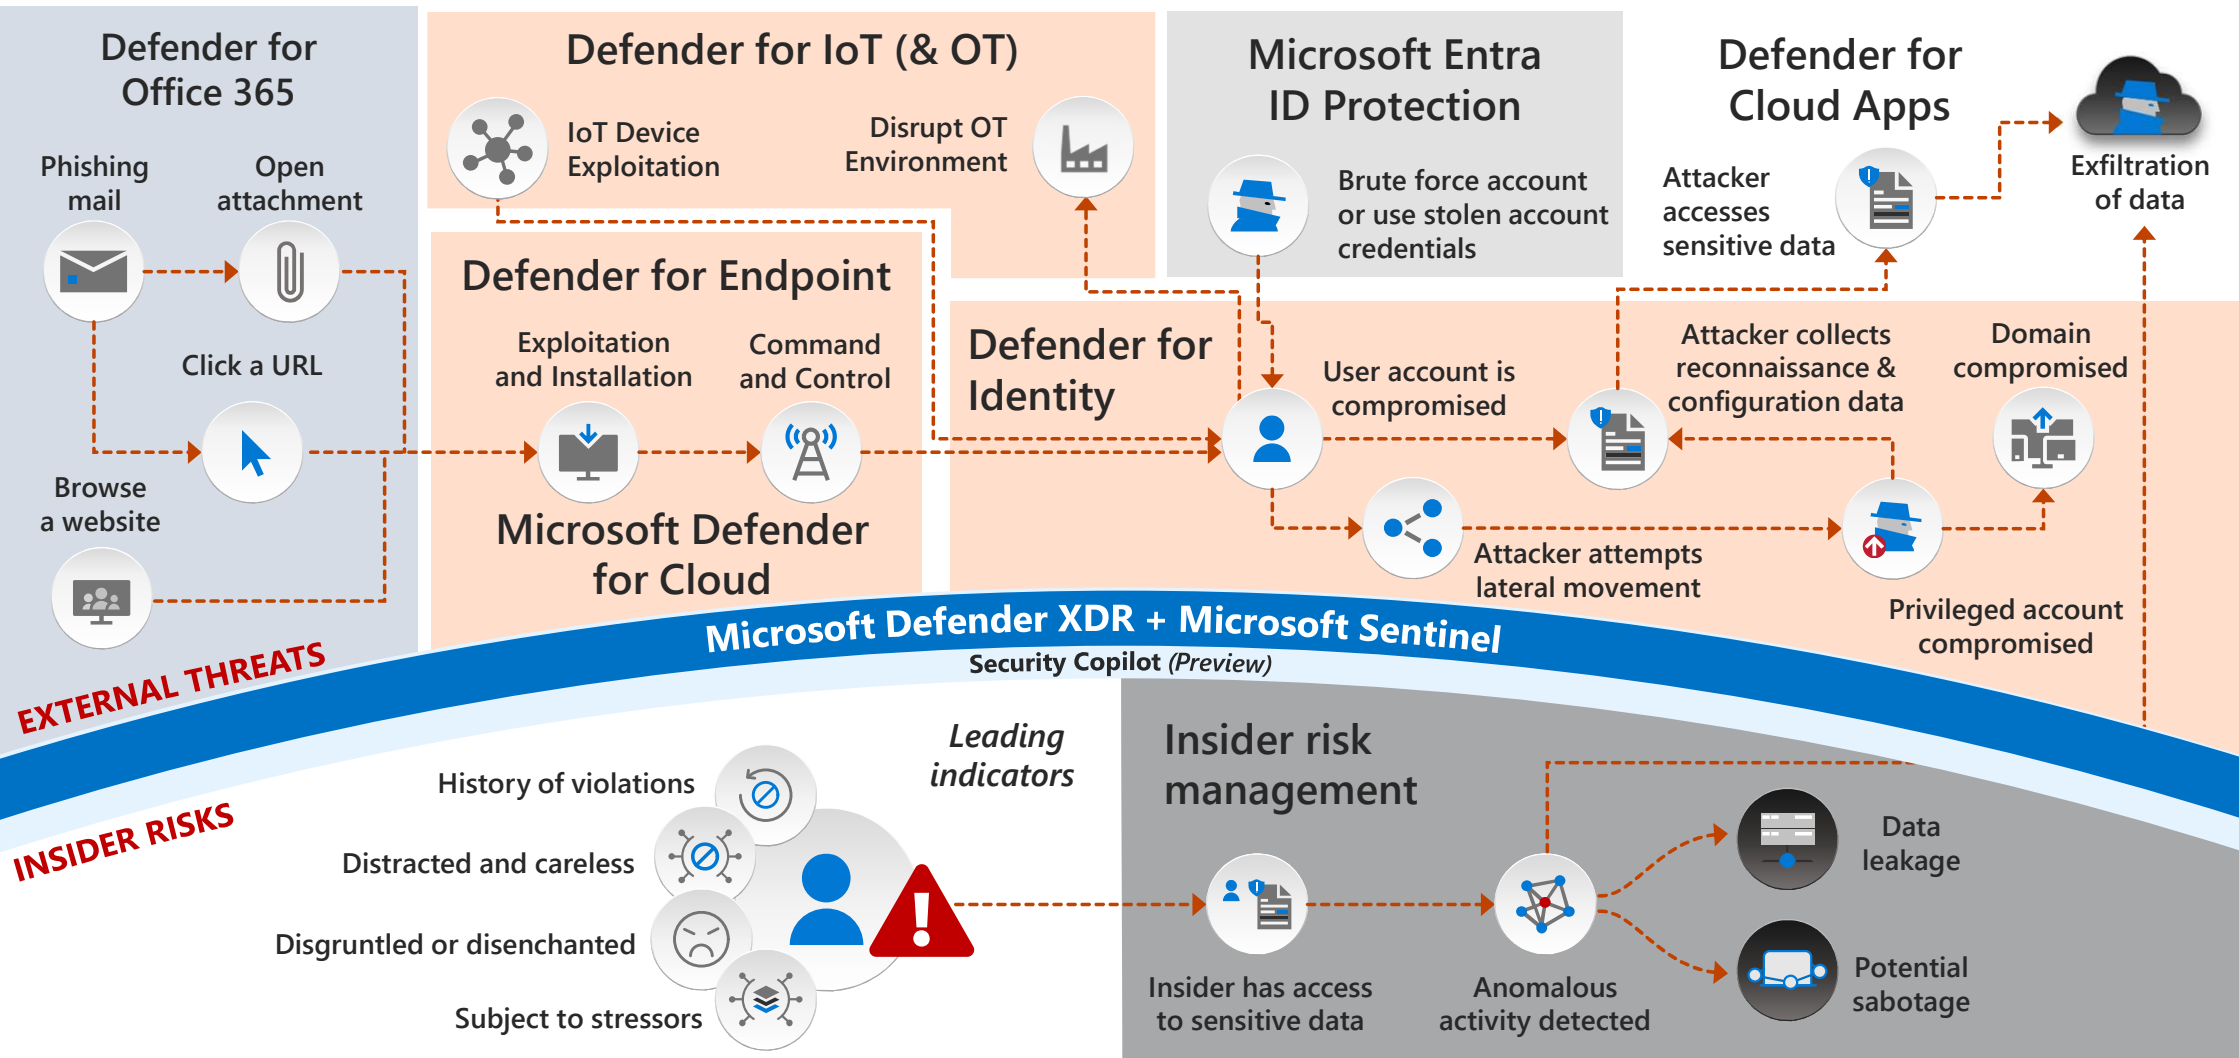 Defender for
Office 365
Phishing
mail
Open
attachment
Click a URL
Browse
a website
Defender for IoT (& OT)
IoT Device
Exploitation
Disrupt OT
Environment
Defender for Endpoint
Exploitation
and Installation
Command
and Control
Microsoft Defender
for Cloud
Microsoft Entra
ID Protection
Brute force account
or use stolen account
credentials
Defender for
Cloud Apps
Attacker
accesses
sensitive data
Exfiltration
of data
Defender for
Identity
User account is
compromised
Attacker collects
reconnaissance &
configuration data
Domain
compromised
Attacker attempts
lateral movement
Privileged account
compromised
EXTERNAL THREATS
Microsoft Defender XDR + Microsoft Sentinel
Security Copilot (Preview)
INSIDER RISKS
Leading
indicators
History of violations
Distracted and careless
Disgruntled or disenchanted
Subject to stressors
Insider risk
management
Insider has access
to sensitive data
Anomalous
activity detected
Data
leakage
Potential
sabotage